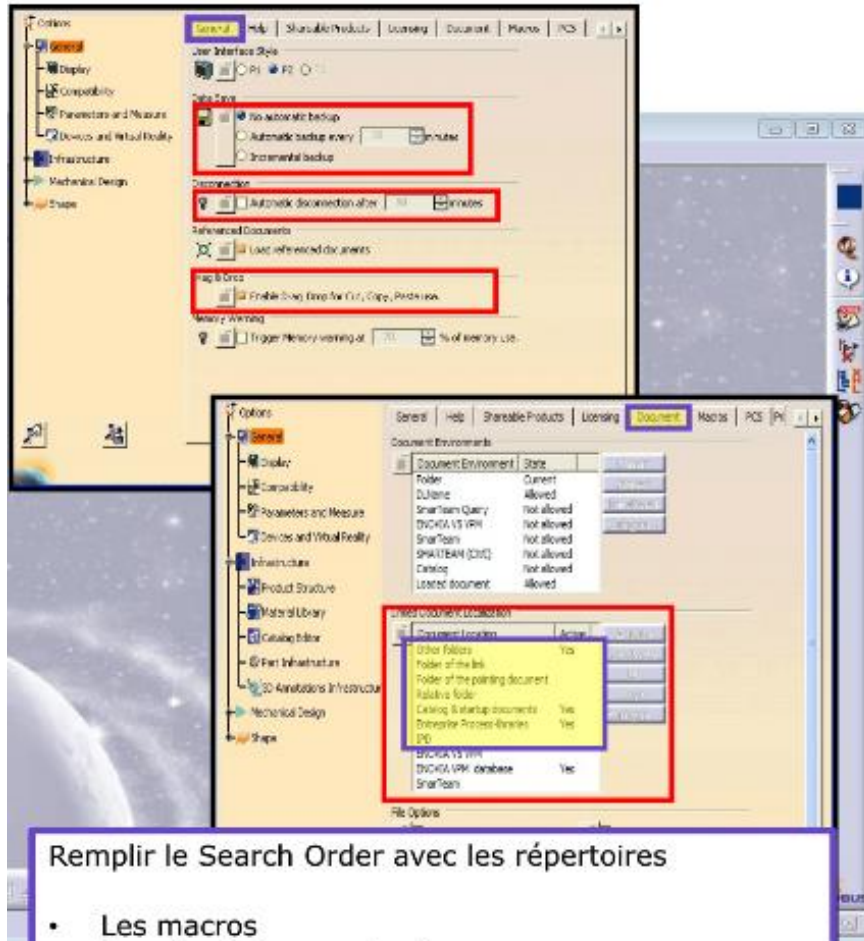 Options
General
Display
Compatibility
Parameters and Measure
Devices and Virtual Reality
Infrastructure
Mechanical Design
Shape
General Help Shareable Products Licensing Document Macros PCS
User Interface Style
P1 P2
Data Save
No automatic backup
Automatic backup every minutes
Incremental backup
Disconnection
Automatic disconnection after minutes
Referenced Documents
Load referenced documents
Drag & Drop
Enable Drag Drop for Cut, Copy, Paste use.
Memory Warning
Trigger Memory warning at % of memory use.
Options
General
Display
Compatibility
Parameters and Measure
Devices and Virtual Reality
Infrastructure
Product Structure
Material Library
Catalog Editor
Part Infrastructure
3D Annotations Infrastructur
Mechanical Design
Shape
General Help Shareable Products Licensing Document Macros PCS
Document Environments
Document Environment State
Folder Current
DLName Allowed
SmarTeam Query Not allowed
ENOVIA V5 VPM Not allowed
SmarTeam Not allowed
SMARTEAM (CIVE) Not allowed
Catalog Not allowed
Loaded document Allowed
Linked Document Localization
Document Location Active
Other folders Yes
Folder of the link
Folder of the pointing document
Relative folder
Catalog & startup documents Yes
Entreprise Process-libraries Yes
ENOVIA V5 VPM
ENOVIA VPM database Yes
SmarTeam
File Options
Remplir le Search Order avec les répertoires
• Les macros